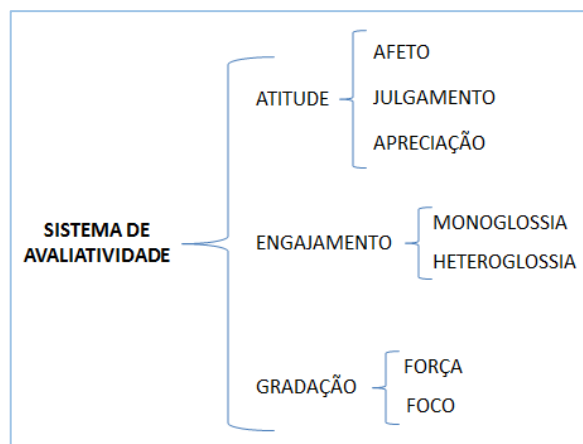 SISTEMA DE
AVALIATIVIDADE
ATITUDE
AFETO
JULGAMENTO
APRECIAÇÃO
ENGAJAMENTO
MONOGLOSSIA
HETEROGLOSSIA
GRADAÇÃO
FORÇA
FOCO